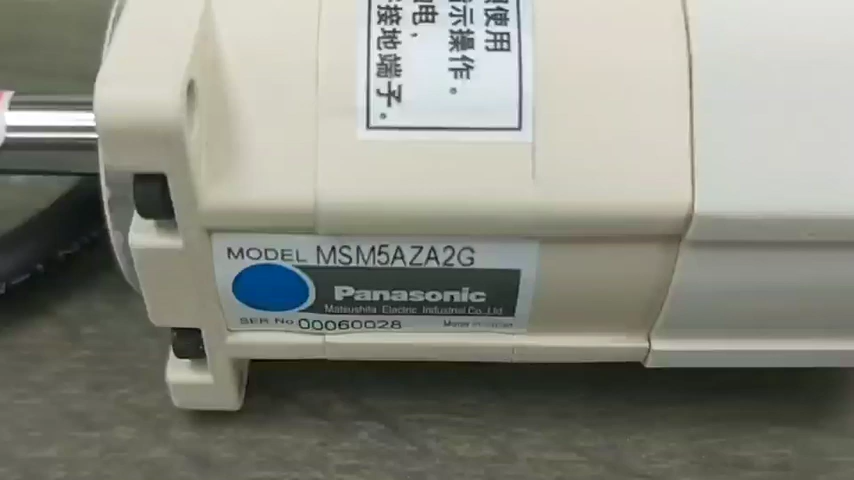 使用
指示操作。
电，
接地端子。
MODEL MSM5AZA2G
Panasonic
Matsushita Electric Industrial Co.,Ltd.
SER No 00060028